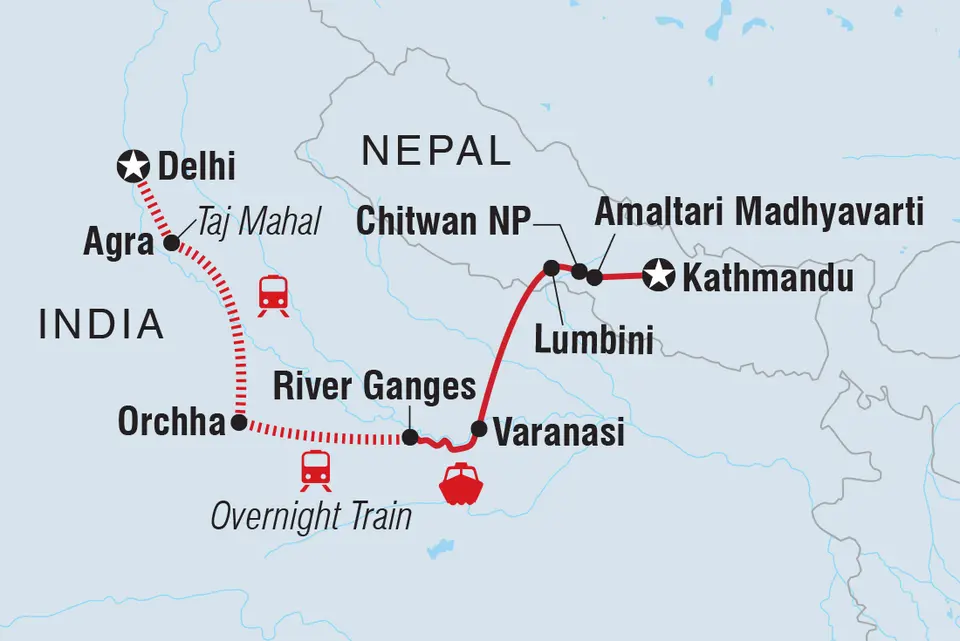 NEPAL
Delhi
Taj Mahal
Agra
Chitwan NP
Amaltari Madhyavarti
Kathmandu
INDIA
Lumbini
River Ganges
Orchha
Varanasi
Overnight Train